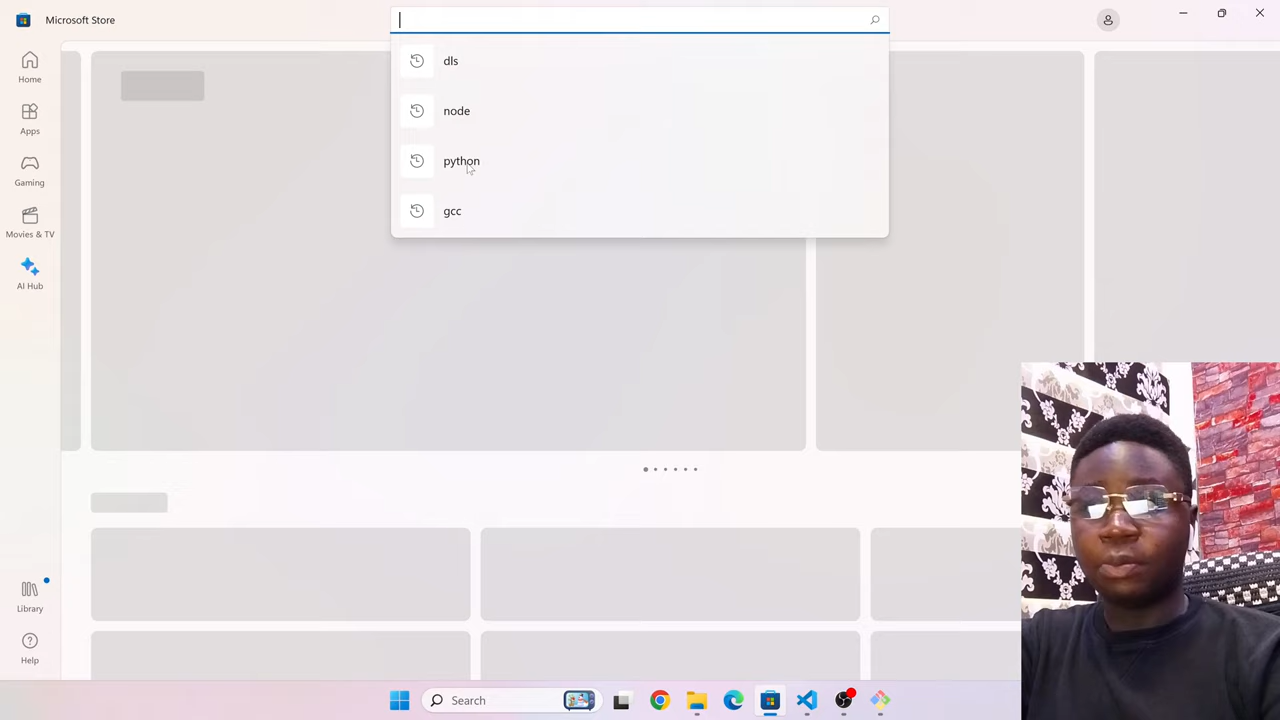 Microsoft Store
dls
node
python
gcc
Home
Apps
Gaming
Movies & TV
AI Hub
Library
Help
Search